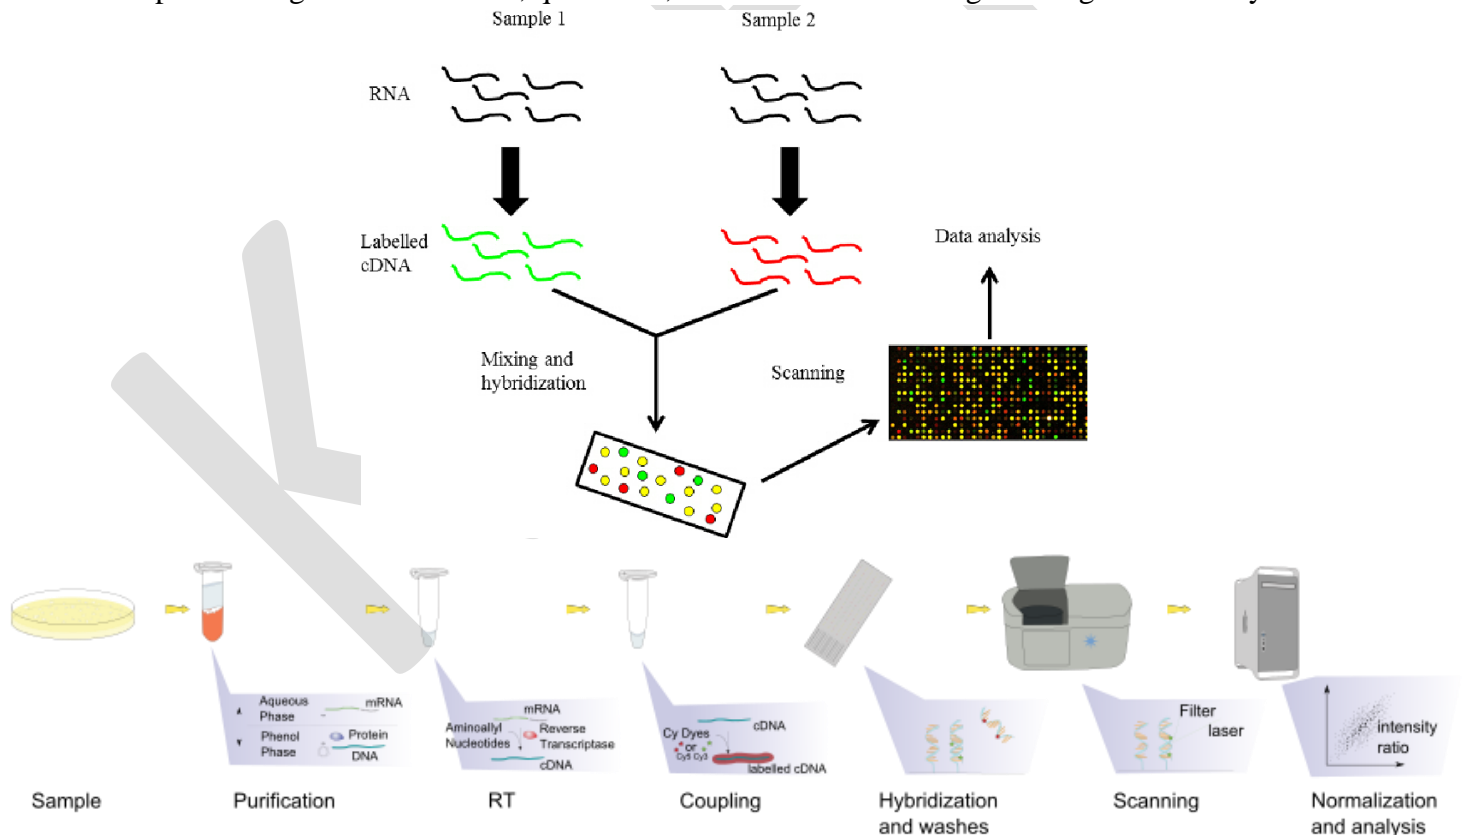 Sample 1
Sample 2
RNA
Labelled
cDNA
Data analysis
Mixing and
hybridization
Scanning
Aqueous
Phase
mRNA
Phenol
Phase
Protein
DNA
mRNA
Aminoallyl
Nucleotides
Reverse
Transcriptase
cDNA
cDNA
Cy Dyes
or
Cy5 Cy3
labelled cDNA
Filter
laser
intensity
ratio
Sample
Purification
RT
Coupling
Hybridization
and washes
Scanning
Normalization
and analysis